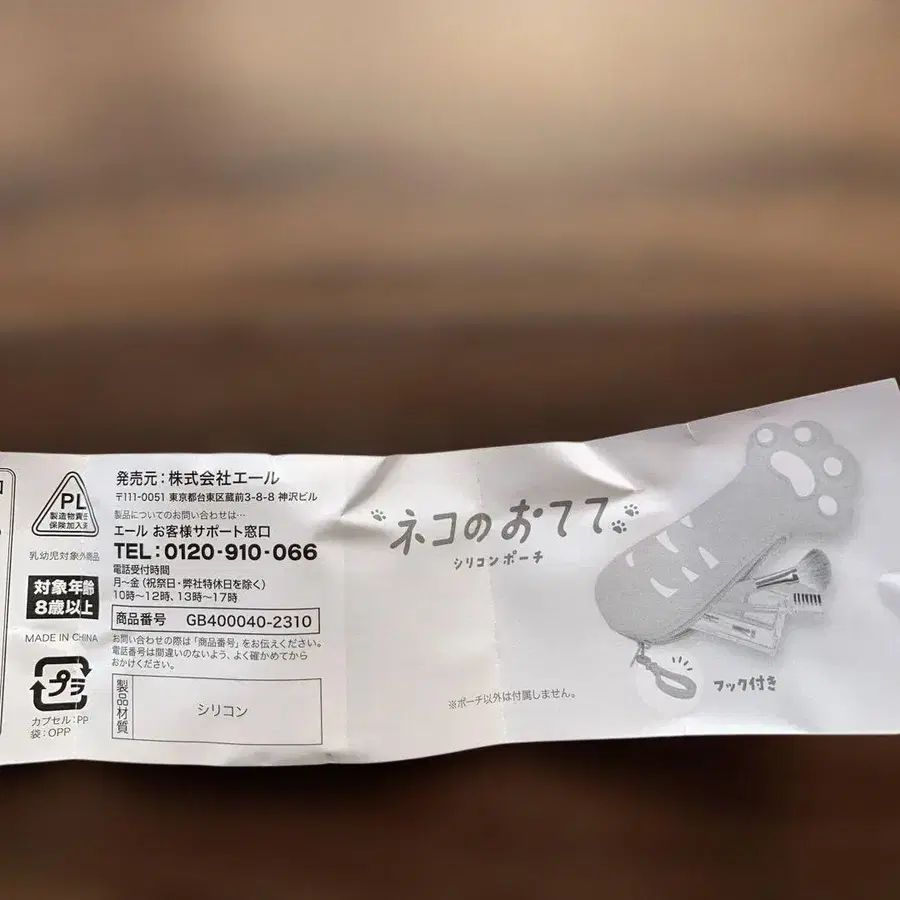 PL
製造物責任
保険加入済
乳幼児対象外商品
対象年齢
8歳以上
MADE IN CHINA
プラ
カプセル:PP
袋:OPP
発売元:株式会社エール
〒111-0051 東京都台東区蔵前3-8-8 神沢ビル
製品についてのお問い合わせは…
エール お客様サポート窓口
TEL:0120-910-066
電話受付時間
月〜金(祝祭日・弊社特休日を除く)
10時〜12時、13時〜17時
商品番号 GB400040-2310
お問い合わせの際は「商品番号」をお伝えください。
電話番号は間違いのないよう、よく確かめてから
おかけください。
製品材質
シリコン
ネコのおてて
シリコンポーチ
※ポーチ以外は付属しません。
フック付き